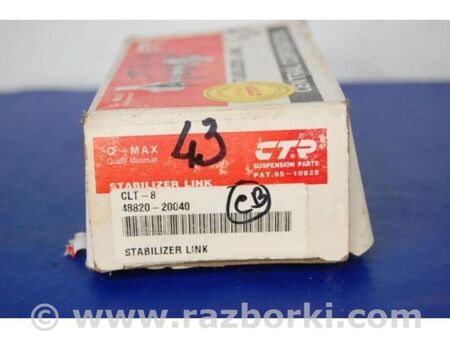 43
Q-MAX
Quality Maximum
CTR
SUSPENSION PARTS
PAT.95-10825
STABILIZER LINK
CLT-8
48820-20040
CB
STABILIZER LINK
© www.razborki.com/